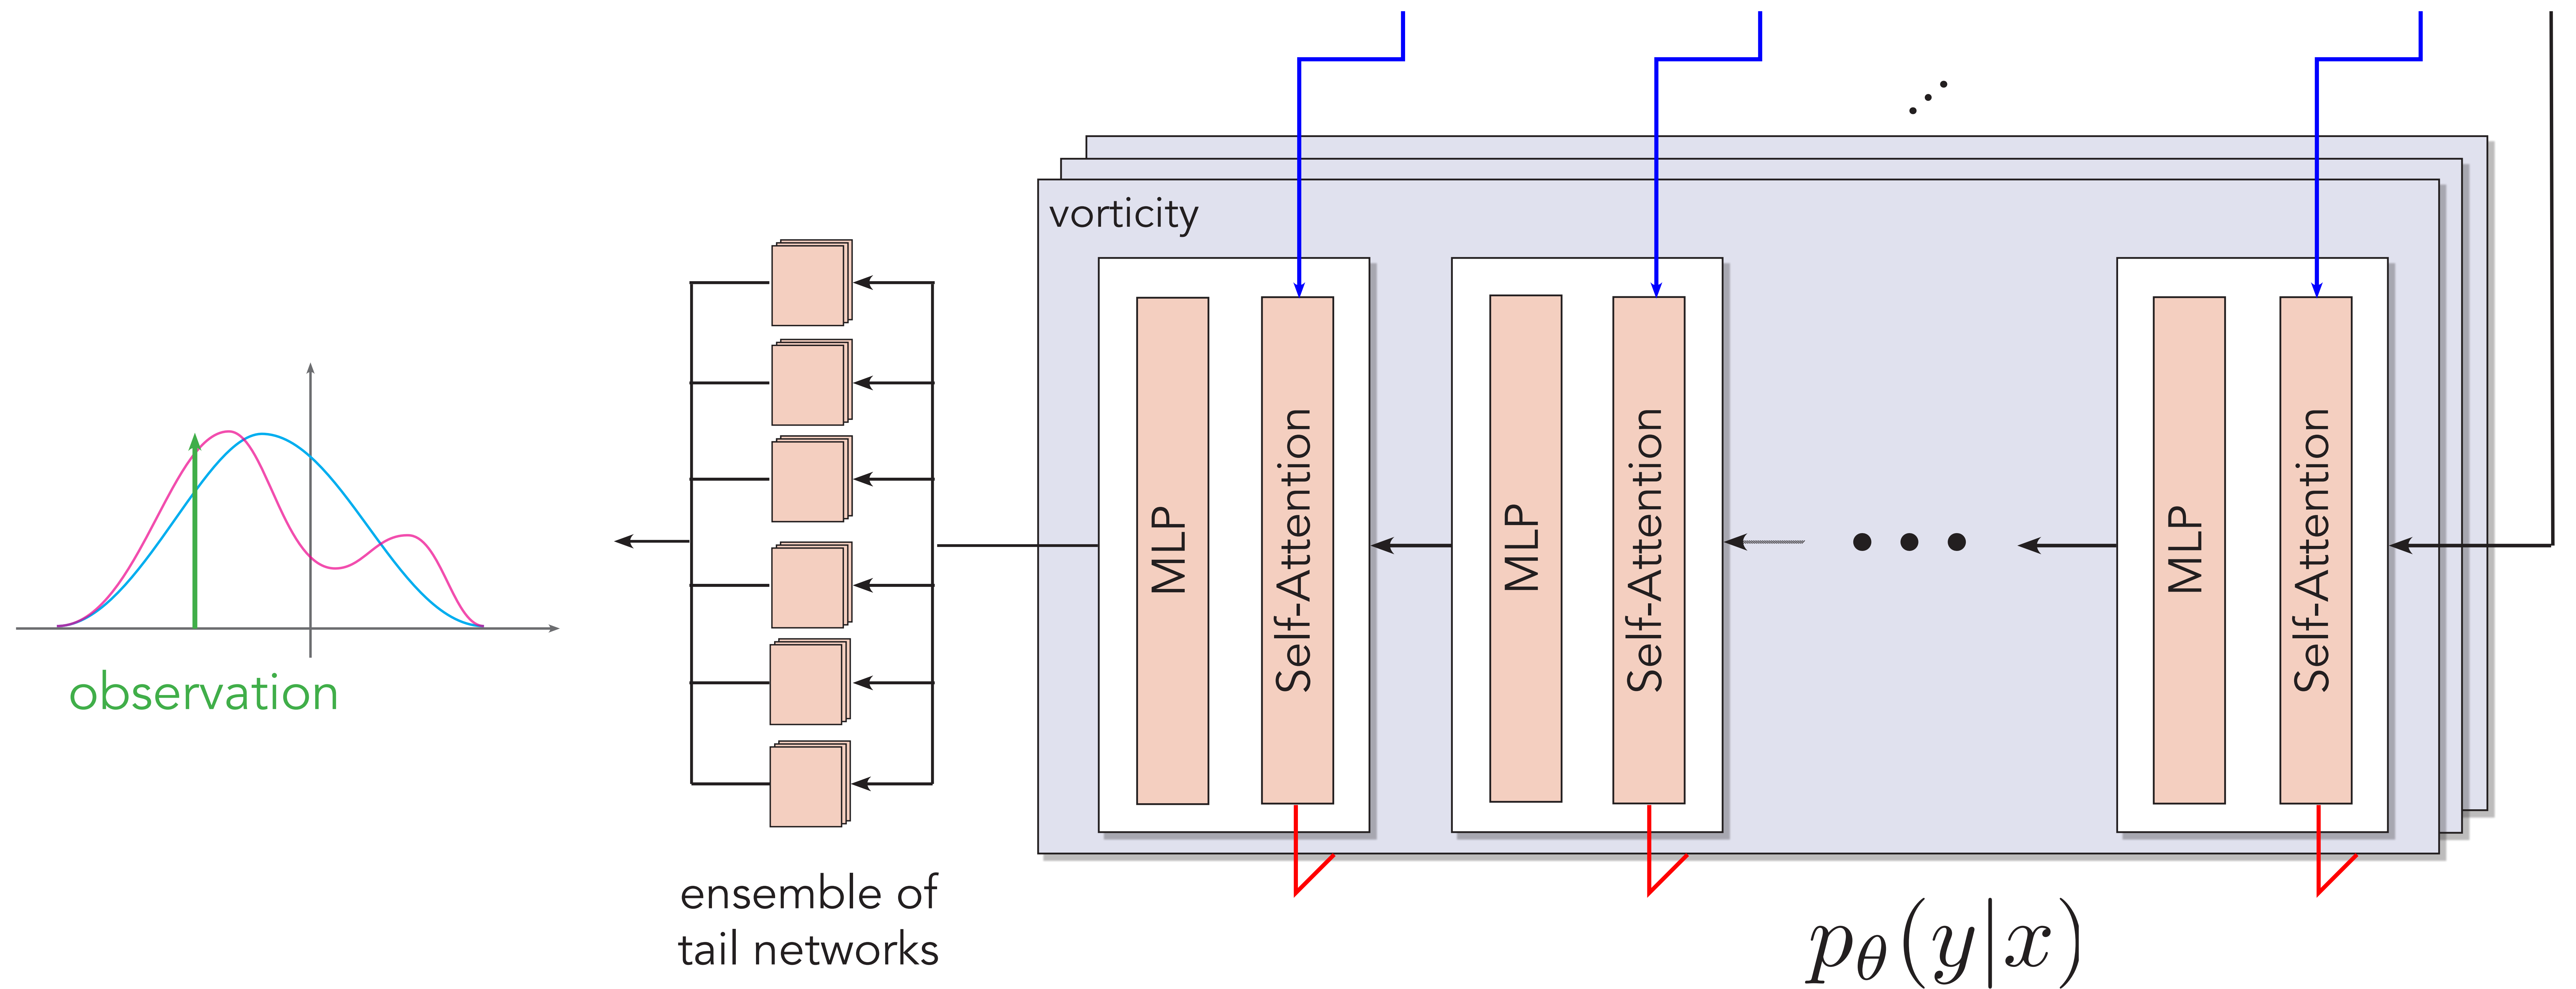 vorticity
MLP
Self-Attention
MLP
Self-Attention
MLP
Self-Attention
observation
ensemble of
tail networks
pθ(y|x)